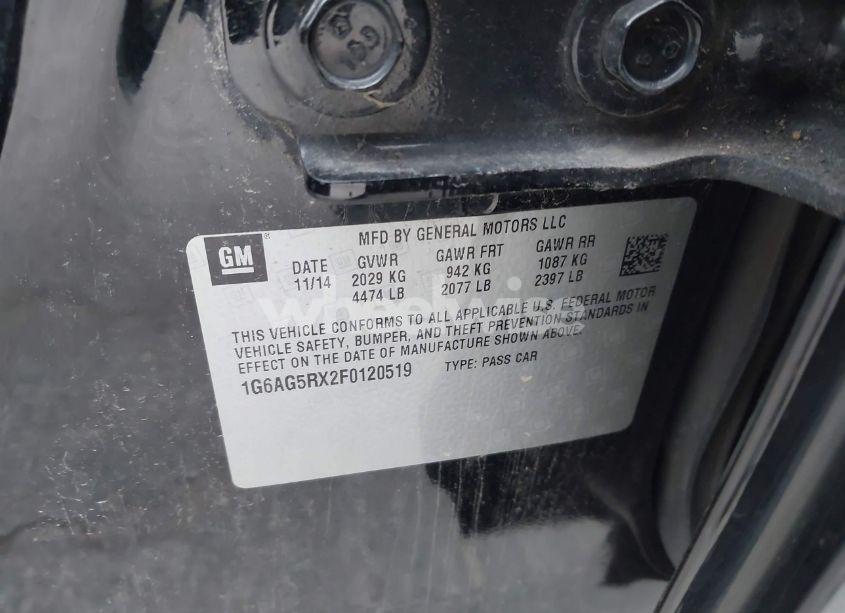 GM
MFD BY GENERAL MOTORS LLC
DATE GVWR GAWR FRT GAWR RR
11/14 2029 KG 942 KG 1087 KG
4474 LB 2077 LB 2397 LB
THIS VEHICLE CONFORMS TO ALL APPLICABLE U.S. FEDERAL MOTOR
VEHICLE SAFETY, BUMPER, AND THEFT PREVENTION STANDARDS IN
EFFECT ON THE DATE OF MANUFACTURE SHOWN ABOVE.
1G6AG5RX2F0120519 TYPE: PASS CAR